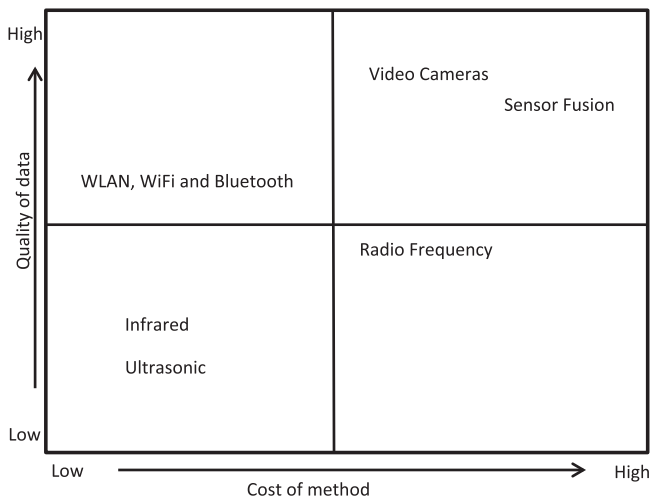 High
Video Cameras
Sensor Fusion
WLAN, WiFi and Bluetooth
Quality of data
Radio Frequency
Infrared
Ultrasonic
Low
Low
High
Cost of method